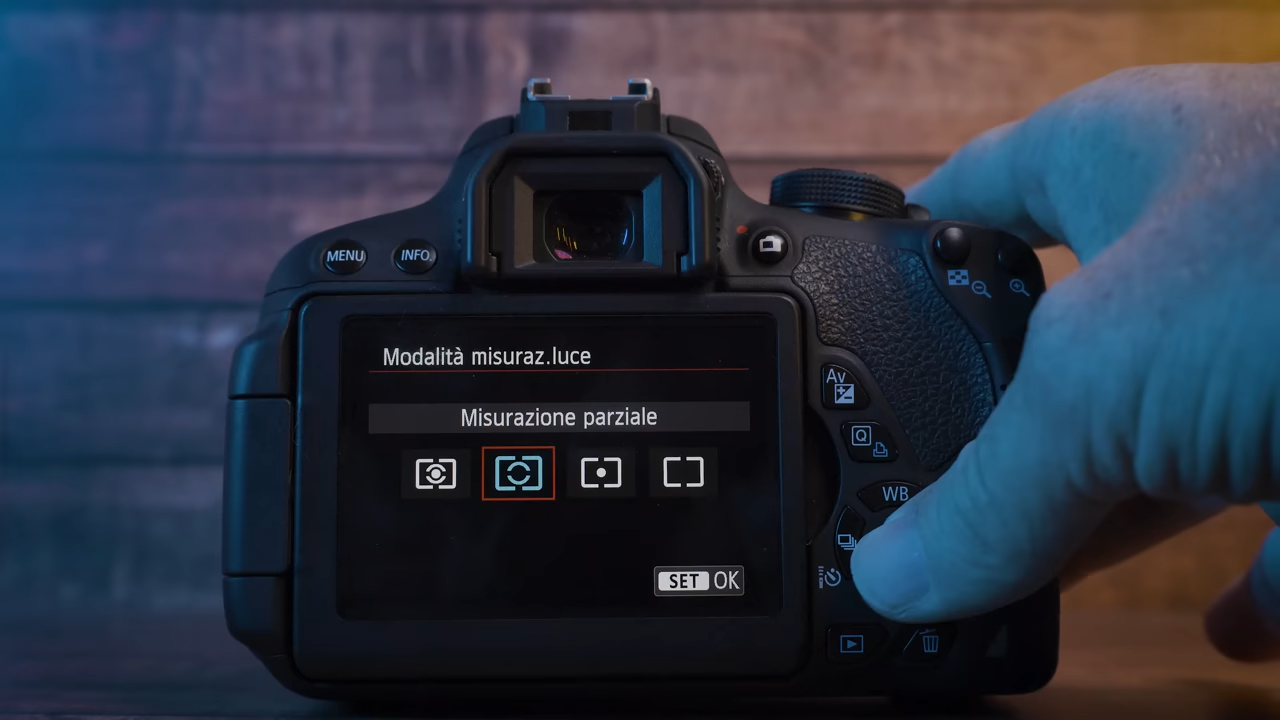 MENU
INFO.
Modalità misuraz.luce
Misurazione parziale
SET OK
Av
Q
WB